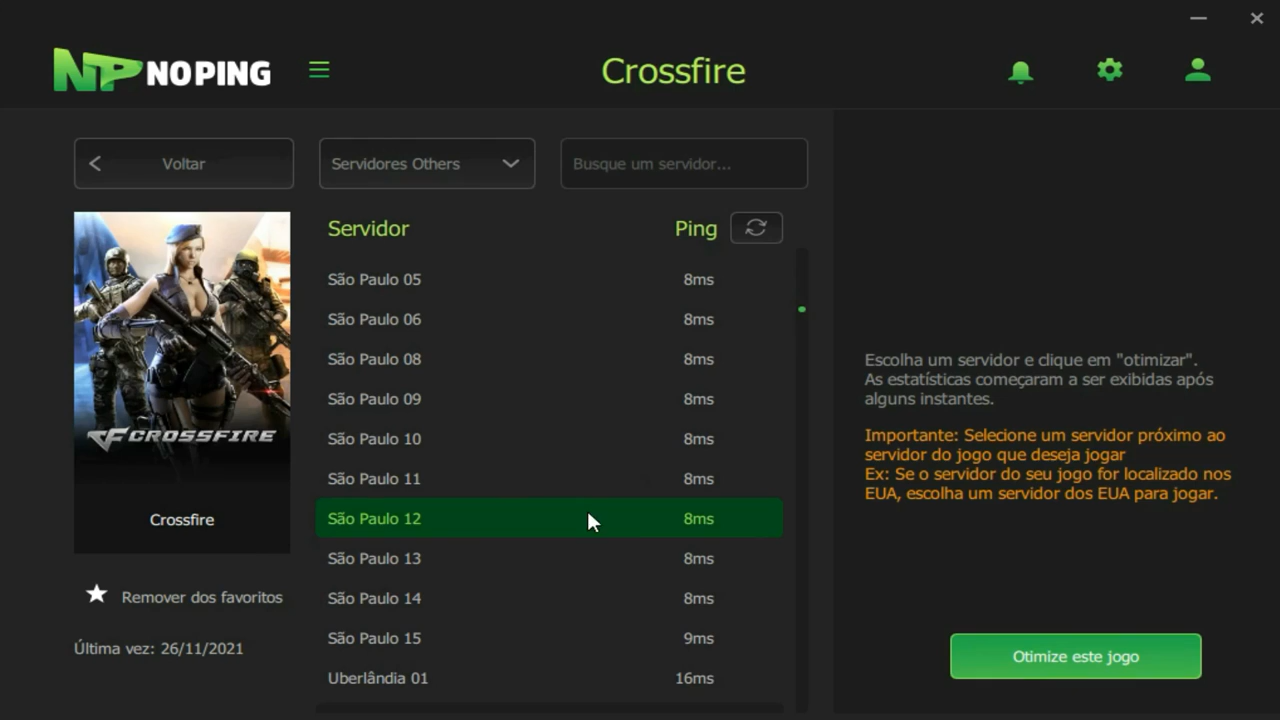 NP NOPING
Crossfire
Voltar
Servidores Others
Busque um servidor...
Servidor Ping
São Paulo 05 8ms
São Paulo 06 8ms
São Paulo 08 8ms
São Paulo 09 8ms
São Paulo 10 8ms
São Paulo 11 8ms
São Paulo 12 8ms
São Paulo 13 8ms
São Paulo 14 8ms
São Paulo 15 9ms
Uberlândia 01 16ms
CF CROSSFIRE
Crossfire
Remover dos favoritos
Última vez: 26/11/2021
Escolha um servidor e clique em "otimizar".
As estatísticas começaram a ser exibidas após
alguns instantes.
Importante: Selecione um servidor próximo ao
servidor do jogo que deseja jogar
Ex: Se o servidor do seu jogo for localizado nos
EUA, escolha um servidor dos EUA para jogar.
Otimize este jogo